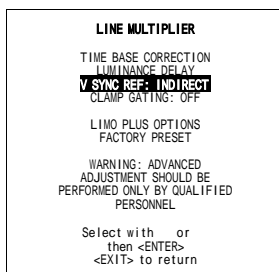 LINE MULTIPLIER
TIME BASE CORRECTION
LUMINANCE DELAY
V SYNC REF: INDIRECT
CLAMP GATING: OFF
LIMO PLUS OPTIONS
FACTORY PRESET
WARNING: ADVANCED
ADJUSTMENT SHOULD BE
PERFORMED ONLY BY QUALIFIED
PERSONNEL
Select with or
then <ENTER>
<EXIT> to return